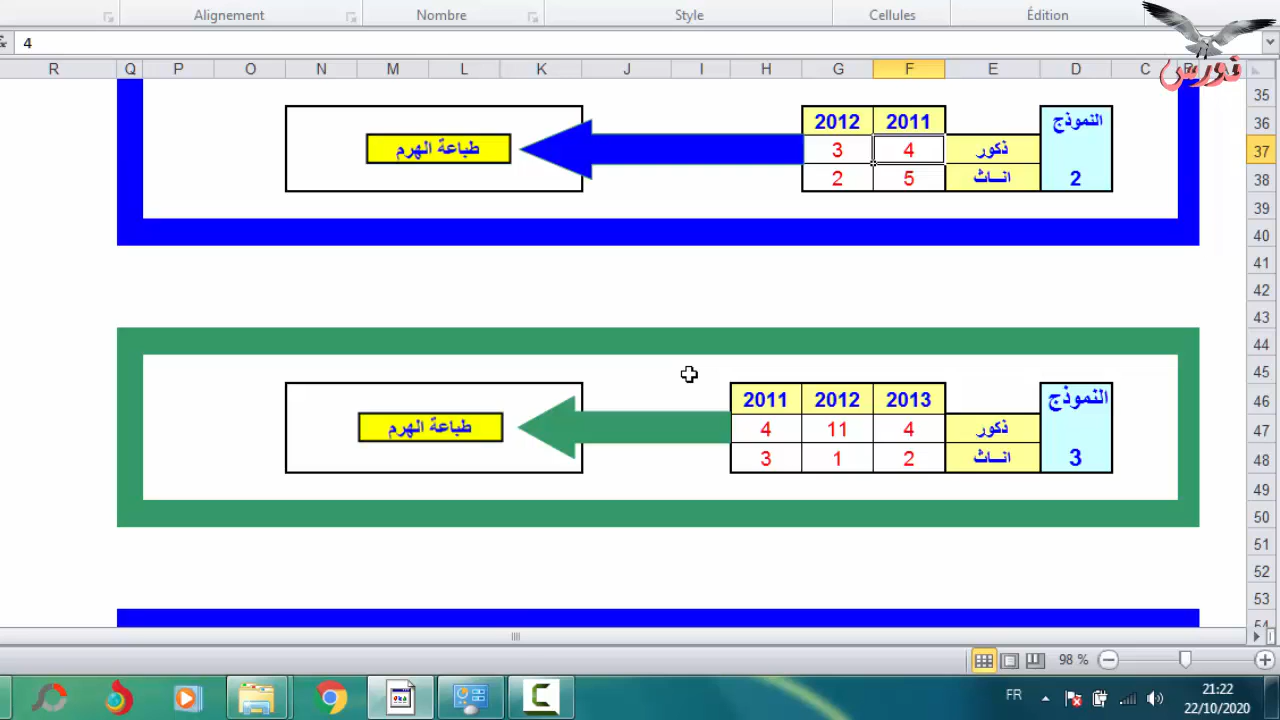 Alignement Nombre Style Cellules Édition
4
نورس
R Q P O N M L K J I H G F E D C
35
36
37
38
39
40
41
42
43
44
45
46
47
48
49
50
51
52
53
54
النموذج
2
2011 2012
ذكور 4 3
انــاث 5 2
طباعة الهرم
النموذج
3
2013 2012 2011
ذكور 4 11 4
انــاث 2 1 3
طباعة الهرم
98 %
FR
21:22
22/10/2020